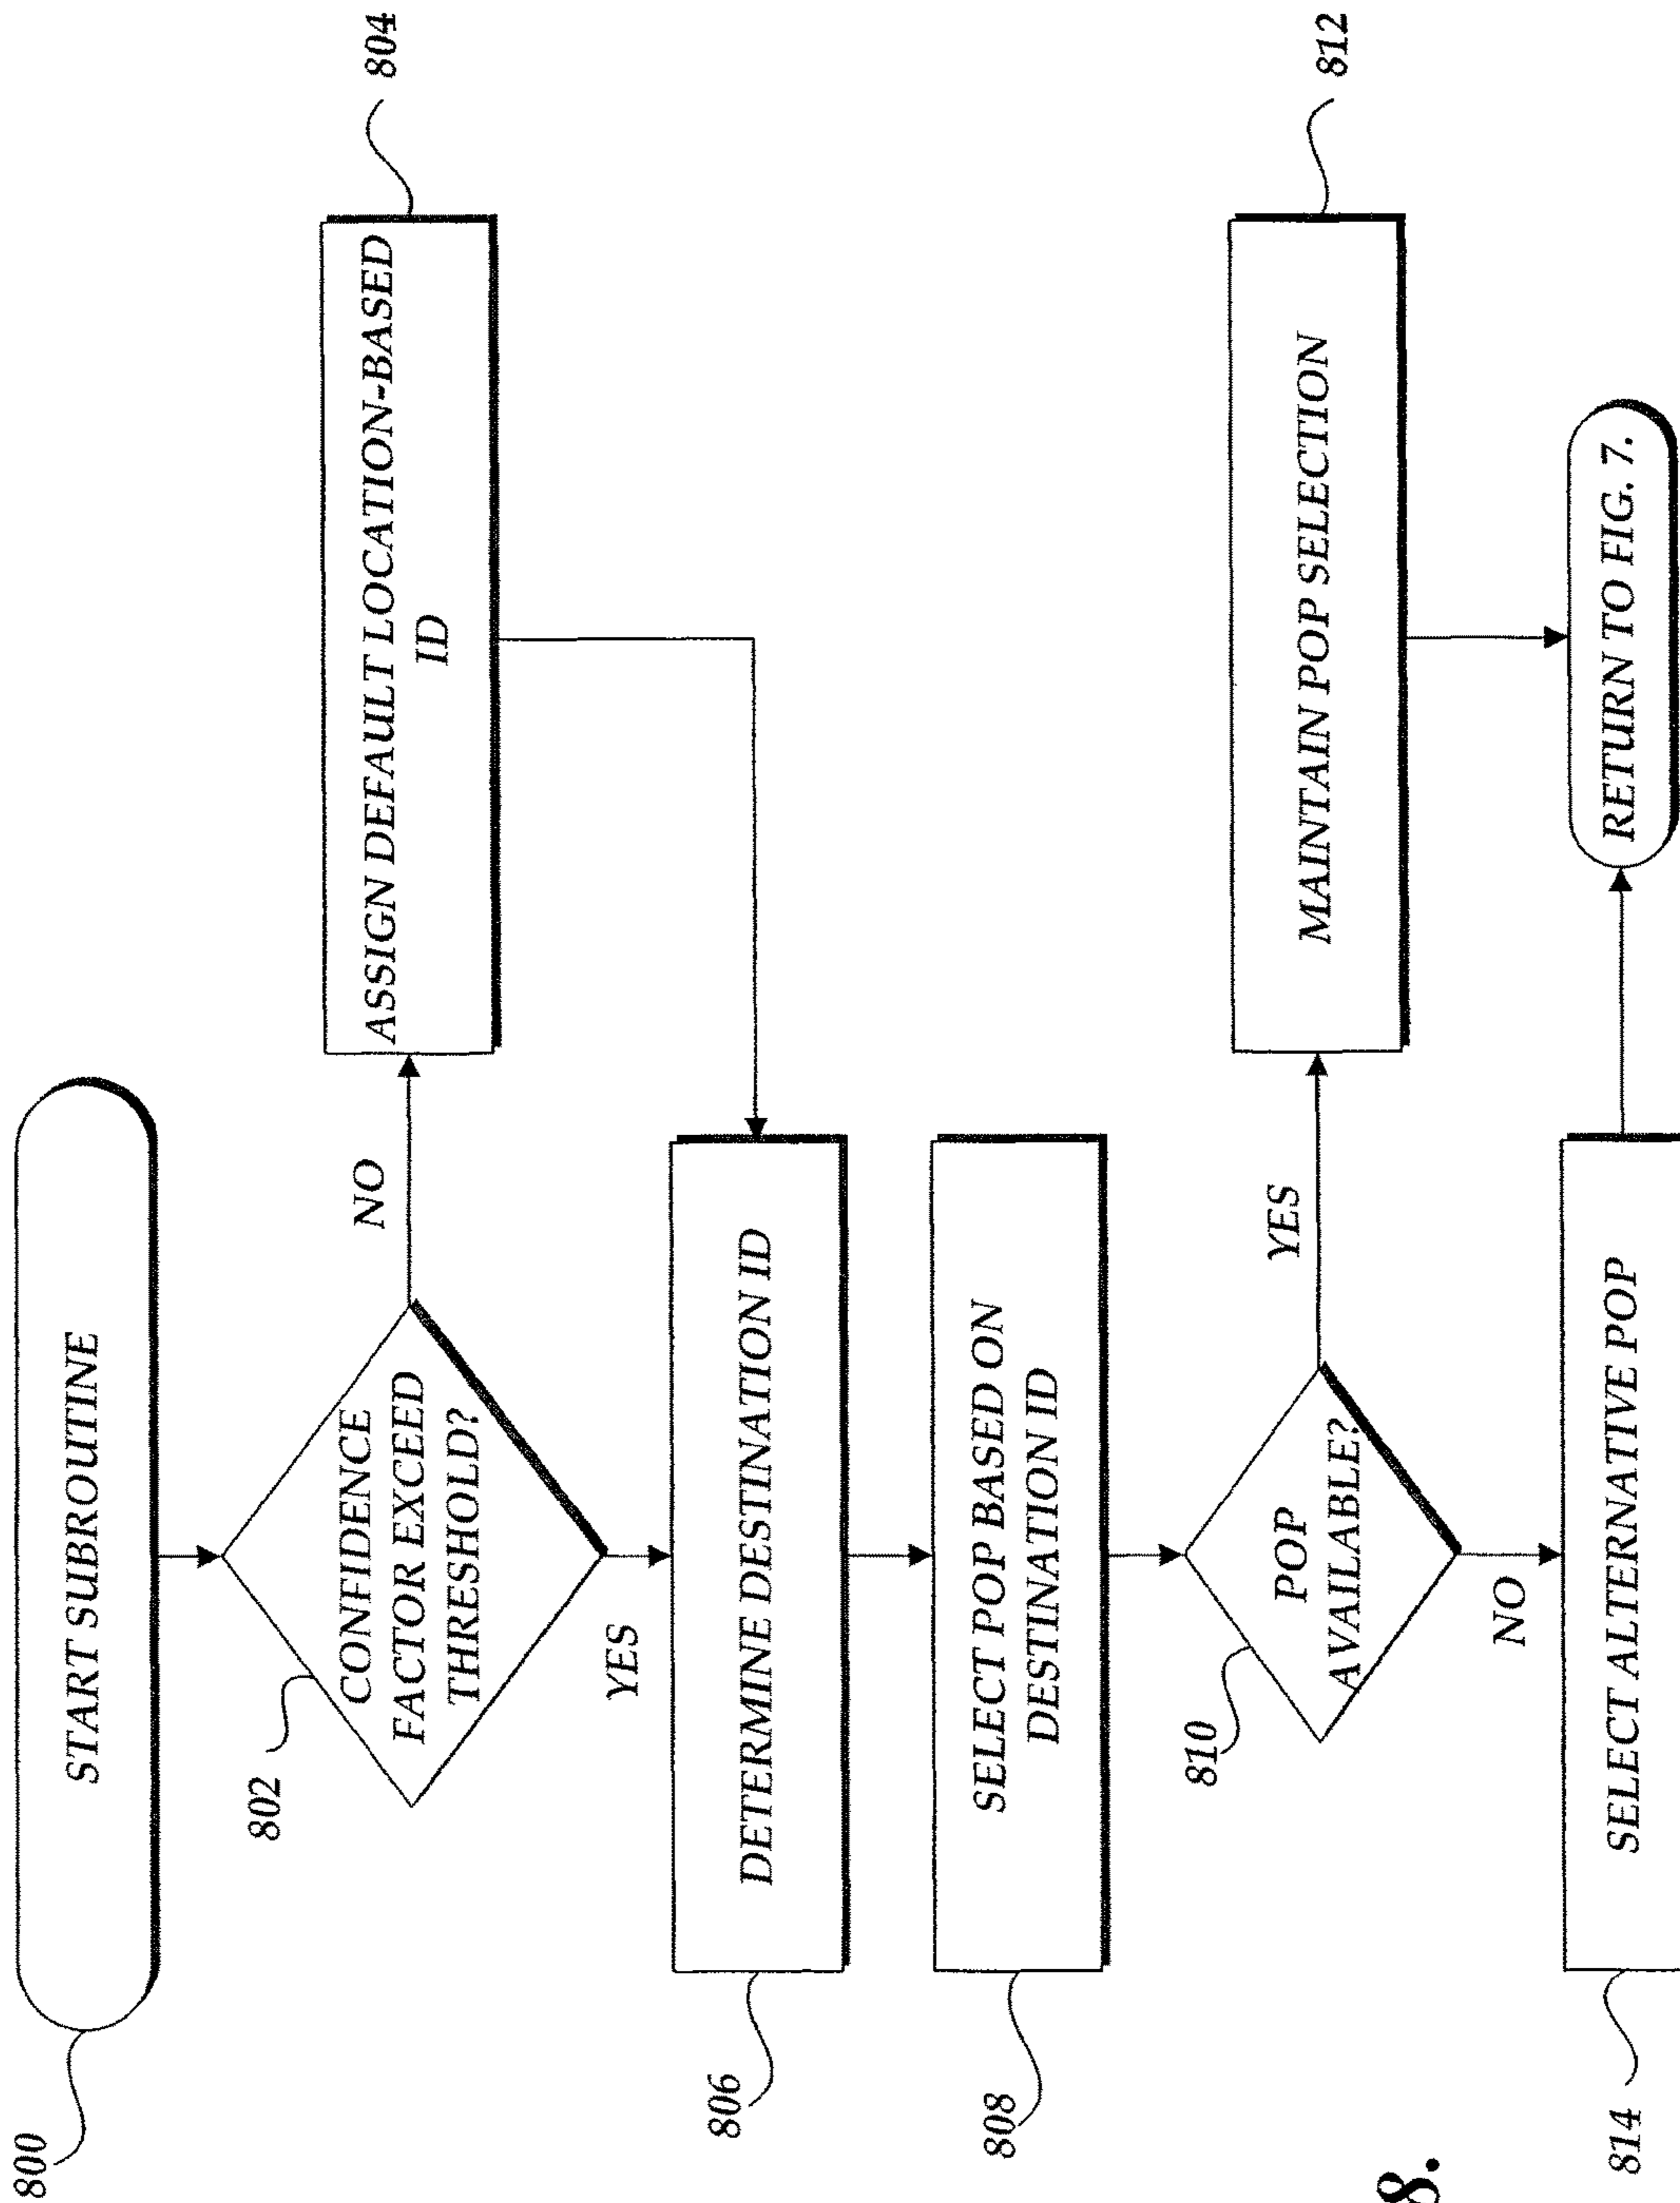 800
START SUBROUTINE
802
CONFIDENCE
FACTOR EXCEED
THRESHOLD?
NO
804
ASSIGN DEFAULT LOCATION-BASED
ID
YES
806
DETERMINE DESTINATION ID
808
SELECT POP BASED ON
DESTINATION ID
810
POP
AVAILABLE?
YES
812
MAINTAIN POP SELECTION
NO
814
SELECT ALTERNATIVE POP
RETURN TO FIG. 7.
8.